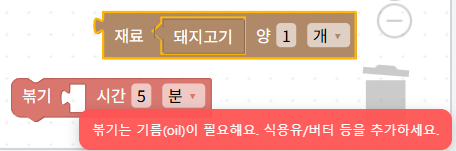 재료 돼지고기 양 1 개
볶기 시간 5 분
볶기는 기름(oil)이 필요해요. 식용유/버터 등을 추가하세요.